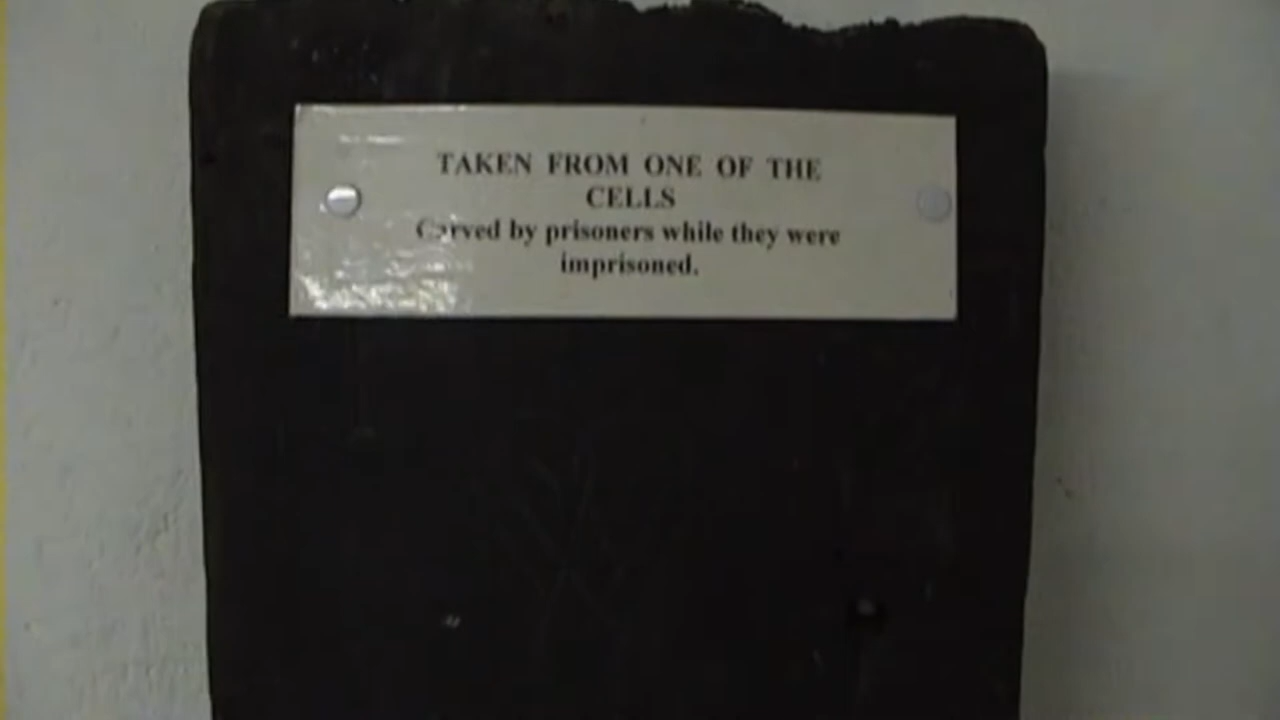 TAKEN FROM ONE OF THE
CELLS
Carved by prisoners while they were
imprisoned.